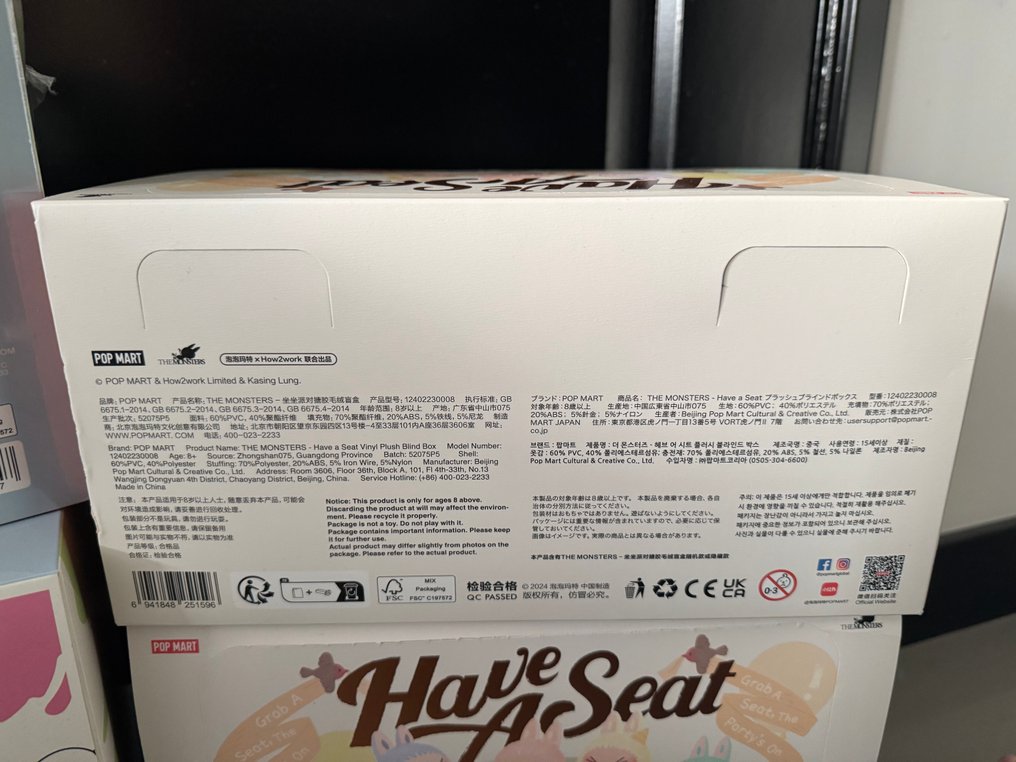 Have A Seat
POP MART
THE MONSTERS
泡泡玛特×How2work 联合出品
© POP MART & How2work Limited & Kasing Lung.
品牌: POP MART 产品名称: THE MONSTERS – 坐坐派对搪胶毛绒盲盒 产品型号: 12402230008 执行标准: GB
6675.1–2014, GB 6675.2–2014, GB 6675.3–2014, GB 6675.4–2014 年龄范围: 8岁以上 产地: 广东省中山市075
生产批次: 52075P5 面料: 60%PVC, 40%聚酯纤维 填充物: 70%聚酯纤维, 20%ABS, 5%铁线, 5%尼龙 制造
商: 北京泡泡玛特文化创意有限公司 地址: 北京市朝阳区望京东园四区13号楼-4至33层101内A座36层3606室 网址:
WWW.POPMART.COM 电话: 400–023–2233
Brand: POP MART Product Name: THE MONSTERS - Have a Seat Vinyl Plush Blind Box Model Number:
12402230008 Age: 8+ Source: Zhongshan075, Guangdong Province Batch: 52075P5 Shell:
60%PVC, 40%Polyester Stuffing: 70%Polyester, 20%ABS, 5% Iron Wire, 5%Nylon Manufacturer: Beijing
Pop Mart Cultural & Creative Co., Ltd. Address: Room 3606, Floor 36th, Block A, 101, Fl 4th-33th, No.13
Wangjing Dongyuan 4th District, Chaoyang District, Beijing, China. Service Hotline: (+86) 400-023-2233
Made in China
ブランド: POP MART 商品名: THE MONSTERS - Have a Seat プラッシュブラインドボックス 型番: 12402230008
対象年齢: 8歳以上 生産地: 中国広東省中山市075 生地: 60%PVC; 40%ポリエステル 充填物: 70%ポリエステル;
20%ABS; 5%針金; 5%ナイロン 生産者: Beijing Pop Mart Cultural & Creative Co., Ltd. 販売元: 株式会社POP
MART JAPAN 住所: 東京都港区虎ノ門一丁目13番5号 VORT虎ノ門II 7階 お問い合わせ先: usersupport@popmart-
co.jp
브랜드: 팝마트 제품명: 더 몬스터즈 - 헤브 어 시트 플러시 블라인드 박스 제조국명: 중국 사용연령: 15세이상 재질:
겉감: 60% PVC, 40% 폴리에스테르섬유; 충전재: 70% 폴리에스테르섬유, 20% ABS, 5% 철선, 5% 나일론 제조자명: Beijing
Pop Mart Cultural & Creative Co., Ltd. 수입자명: ㈜팝마트코리아 (0505-304-6600)
注意: 本产品适用于8岁以上人士, 随意丢弃本产品, 可能会
对环境造成影响, 请妥善进行回收处理。
包装部分不是玩具, 请勿进行玩耍。
包装上含有重要信息, 请保留备用
图片可能与实物不符, 请以实物为准
产品等级: 合格品
合格证: 检验合格
Notice: This product is only for ages 8 above.
Discarding the product at will may affect the environ-
ment. Please recycle it properly.
Package is not a toy. Do not play with it.
Package contains important information. Please keep
it for further use.
Actual product may differ slightly from photos on the
package. Please refer to the actual product.
本製品の対象年齢は8歳以上です。 本製品を廃棄する場合、各自
治体の分別方法に従ってください。
包装材はおもちゃではありません。遊ばないようにしてください。
パッケージには重要な情報が含まれていますので、必要に応じて保
管しておいてください。
画像はイメージです。実際の商品とは異なる場合があります。
주의: 이 제품은 15세 이상에게만 적합합니다. 제품을 임의로 폐기
시 환경에 영향을 끼칠 수 있습니다. 적절히 재활용 해주십시오.
패키지는 장난감이 아니므로 가지고 놀지 마십시오.
패키지에 중요한 정보가 포함되어 있으니 보관해 주십시오.
사진과 실물이 다를 수 있으니 실물에 준해 주시기 바랍니다.
本产品含有THE MONSTERS – 坐坐派对搪胶毛绒盲盒随机款或隐藏款
6 941848 251596
FSC
MIX
Packaging
FSC® C197572
检验合格
QC PASSED
© 2024 泡泡玛特 中国制造
版权所有, 仿冒必究。
CE
UK
CA
0-3
@popmartglobal
小红书
@泡泡玛特POPMART
微信扫码关注
Official Website
POP MART
THE MONSTERS
Have
A Seat
Grab A
Seat, The
Party's On
Grab A
Seat, The